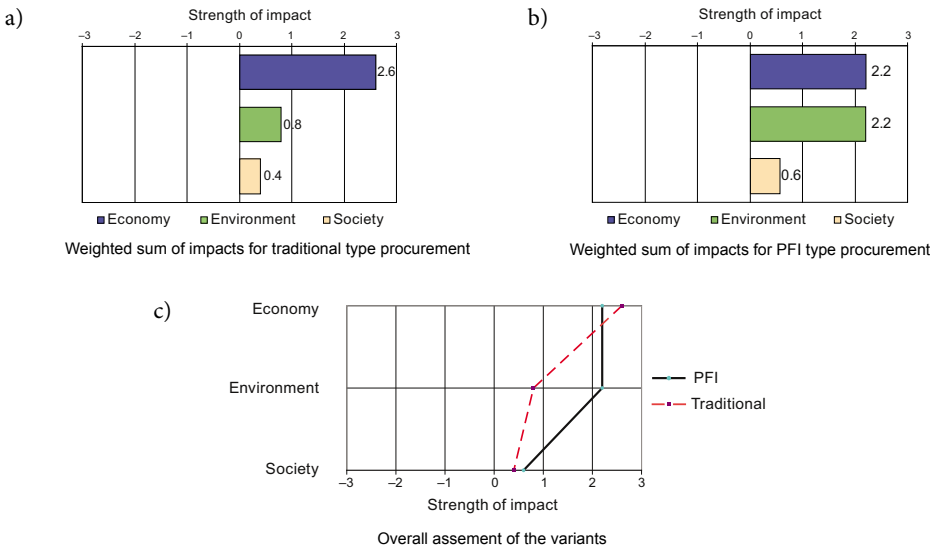 a)
Strength of impact
–3 –2 –1 0 1 2 3
2.6
0.8
0.4
Economy Environment Society
Weighted sum of impacts for traditional type procurement
b)
Strength of impact
–3 –2 –1 0 1 2 3
2.2
2.2
0.6
Economy Environment Society
Weighted sum of impacts for PFI type procurement
c)
Economy
Environment
Society
–3 –2 –1 0 1 2 3
Strength of impact
PFI
Traditional
Overall assement of the variants